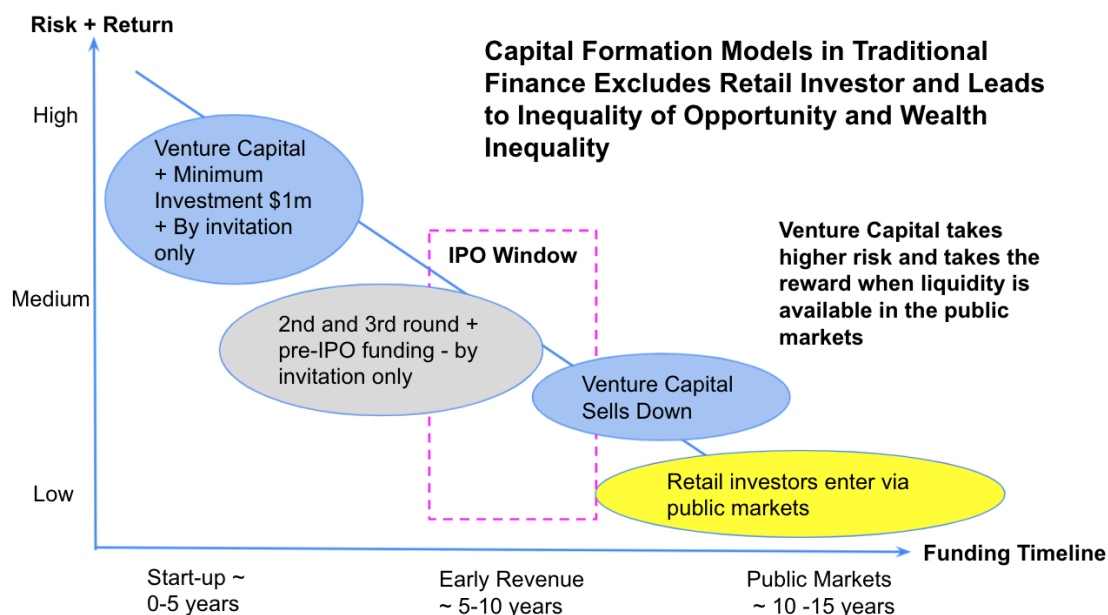 Risk + Return
Capital Formation Models in Traditional
Finance Excludes Retail Investor and Leads
to Inequality of Opportunity and Wealth
Inequality
High
Venture Capital
+ Minimum
Investment $1m
+ By invitation
only
IPO Window
Venture Capital takes
higher risk and takes the
reward when liquidity is
available in the public
markets
Medium
2nd and 3rd round +
pre-IPO funding - by
invitation only
Venture Capital
Sells Down
Low
Retail investors enter via
public markets
Funding Timeline
Start-up ~
0-5 years
Early Revenue
~ 5-10 years
Public Markets
~ 10 -15 years